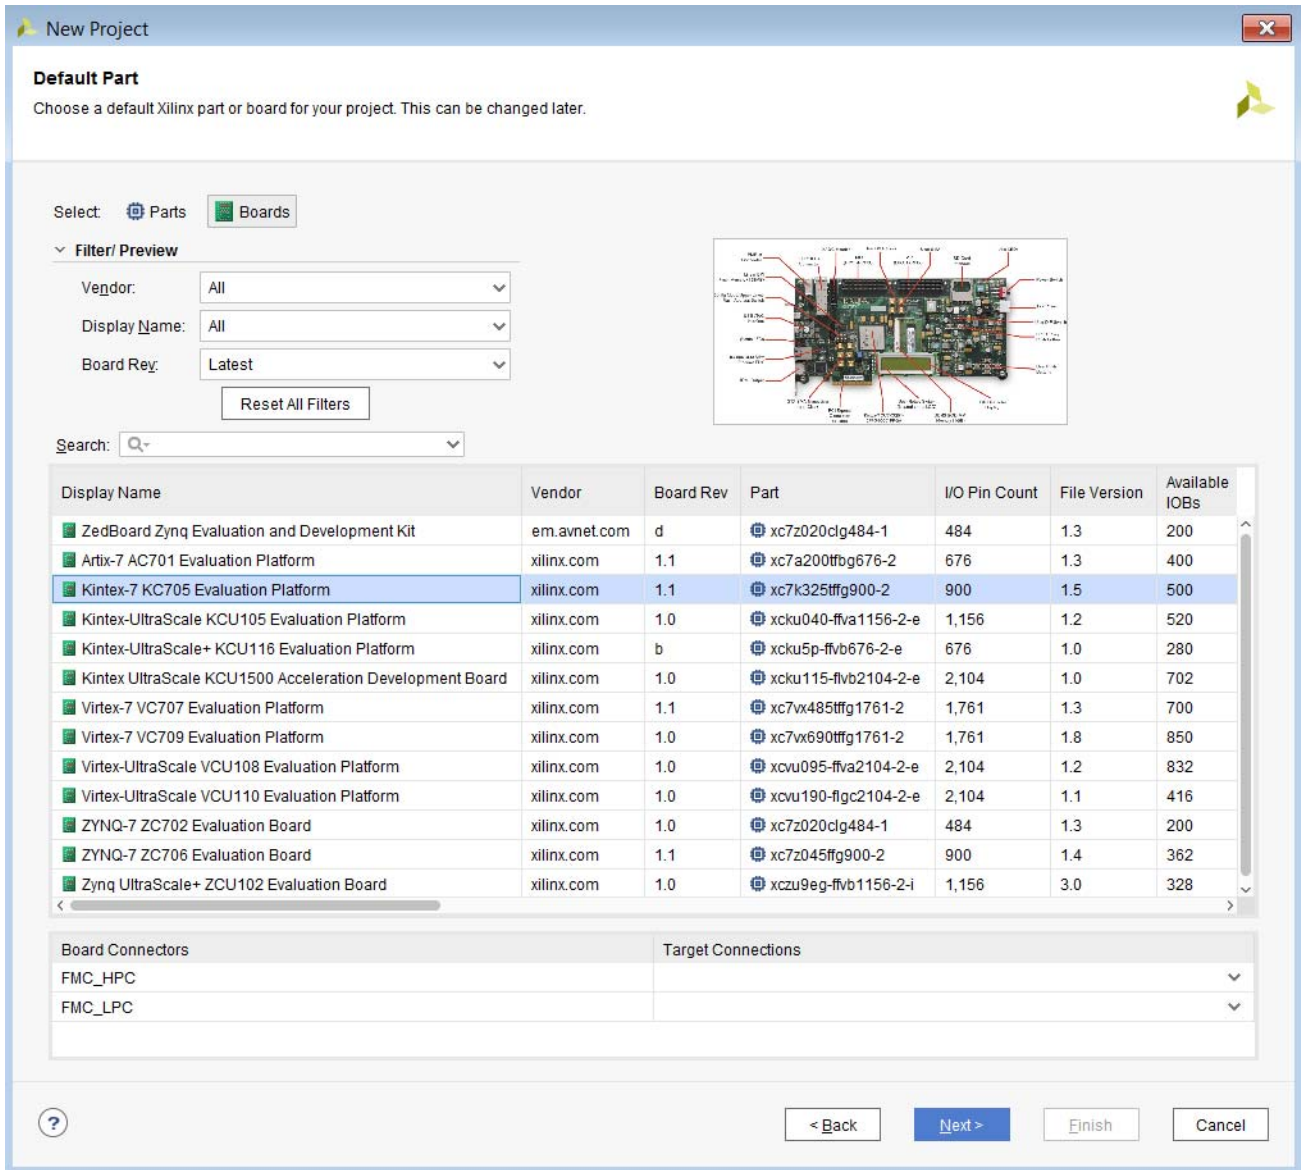 New Project
Default Part
Choose a default Xilinx part or board for your project. This can be changed later.
Select: Parts Boards
Filter/ Preview
Vendor: All
Display Name: All
Board Rev: Latest
Reset All Filters
Search:
Display Name Vendor Board Rev Part I/O Pin Count File Version Available IOBs
ZedBoard Zynq Evaluation and Development Kit em.avnet.com d xc7z020clg484-1 484 1.3 200
Artix-7 AC701 Evaluation Platform xilinx.com 1.1 xc7a200tfbg676-2 676 1.3 400
Kintex-7 KC705 Evaluation Platform xilinx.com 1.1 xc7k325tffg900-2 900 1.5 500
Kintex-UltraScale KCU105 Evaluation Platform xilinx.com 1.0 xcku040-ffva1156-2-e 1,156 1.2 520
Kintex-UltraScale+ KCU116 Evaluation Platform xilinx.com b xcku5p-ffvb676-2-e 676 1.0 280
Kintex UltraScale KCU1500 Acceleration Development Board xilinx.com 1.0 xcku115-flvb2104-2-e 2,104 1.0 702
Virtex-7 VC707 Evaluation Platform xilinx.com 1.1 xc7vx485tffg1761-2 1,761 1.3 700
Virtex-7 VC709 Evaluation Platform xilinx.com 1.0 xc7vx690tffg1761-2 1,761 1.8 850
Virtex-UltraScale VCU108 Evaluation Platform xilinx.com 1.0 xcvu095-ffva2104-2-e 2,104 1.2 832
Virtex-UltraScale VCU110 Evaluation Platform xilinx.com 1.0 xcvu190-flgc2104-2-e 2,104 1.1 416
ZYNQ-7 ZC702 Evaluation Board xilinx.com 1.0 xc7z020clg484-1 484 1.3 200
ZYNQ-7 ZC706 Evaluation Board xilinx.com 1.1 xc7z045ffg900-2 900 1.4 362
Zynq UltraScale+ ZCU102 Evaluation Board xilinx.com 1.0 xczu9eg-ffvb1156-2-i 1,156 3.0 328
Board Connectors Target Connections
FMC_HPC
FMC_LPC
? < Back Next > Finish Cancel